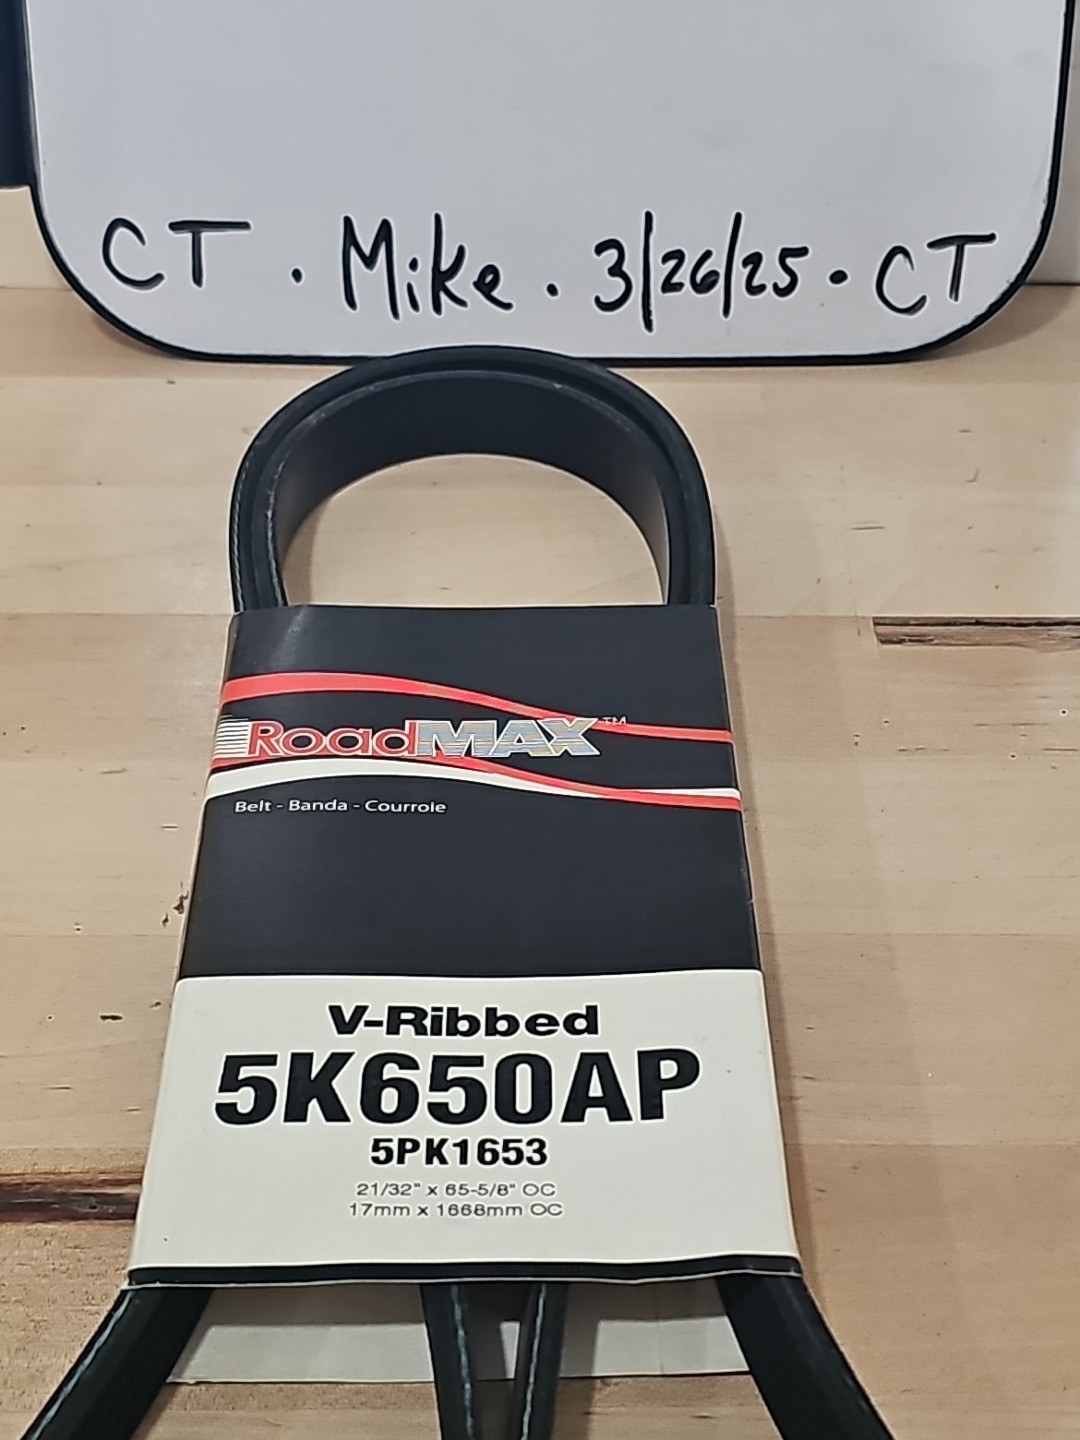 CT . Mike . 3/26/25 . CT
RoadMAX™
Belt - Banda - Courroie
V-Ribbed
5K650AP
5PK1653
21/32" x 65-5/8" OC
17mm x 1668mm OC